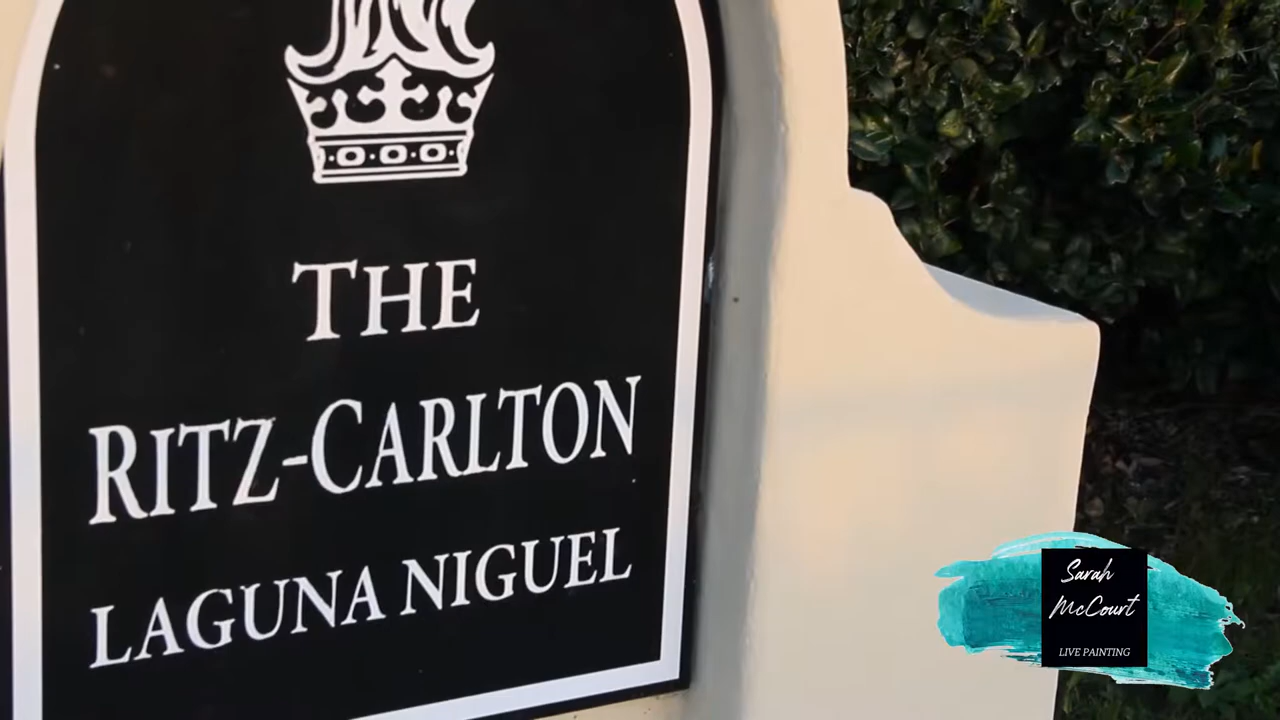 THE
RITZ-CARLTON
LAGUNA NIGUEL
Sarah
McCourt
LIVE PAINTING